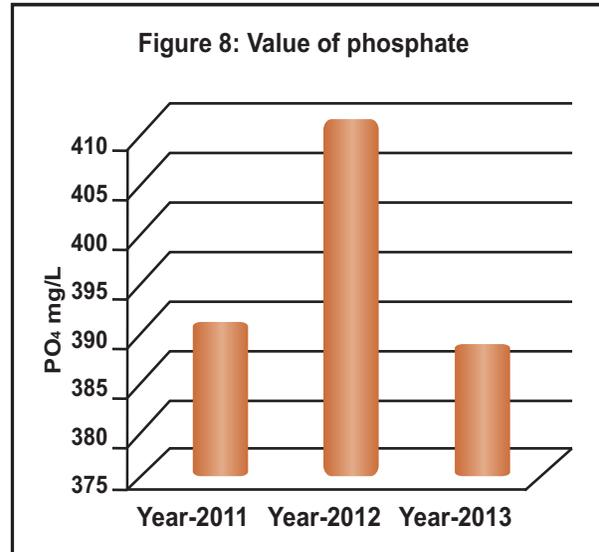 Figure 8: Value of phosphate
PO₄ mg/L
410
405
400
395
390
385
380
375
Year-2011 Year-2012 Year-2013